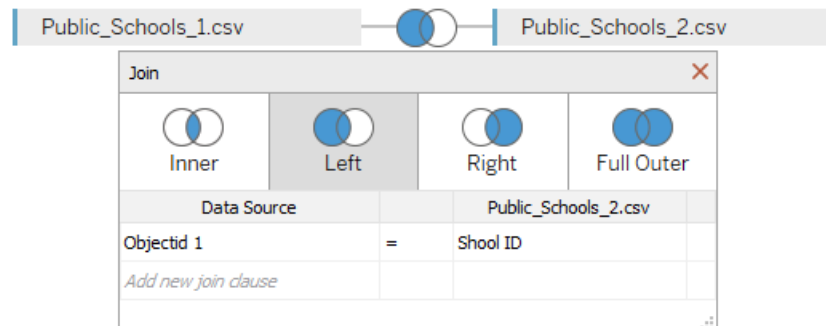 Public_Schools_1.csv Public_Schools_2.csv
Join
Inner Left Right Full Outer
Data Source Public_Schools_2.csv
Objectid 1 = Shool ID
Add new join clause